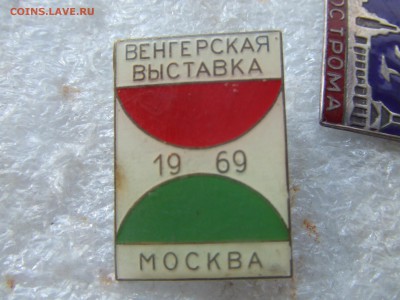 COINS.LAVE.RU
ВЕНГЕРСКАЯ
ВЫСТАВКА
19 69
МОСКВА
ОСТРОМА